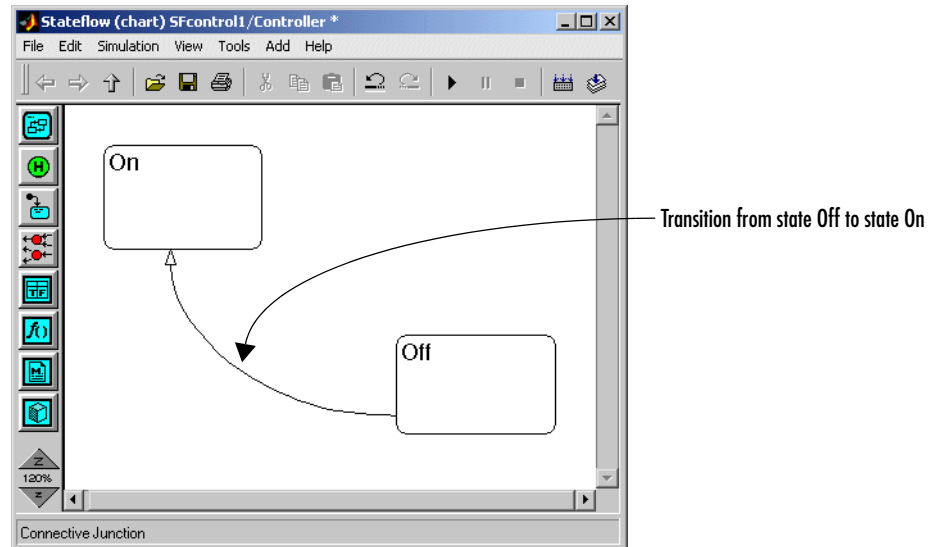 Stateflow (chart) SFcontrol1/Controller *
File Edit Simulation View Tools Add Help
On
H
Transition from state Off to state On
TF
f()
Off
M
Z
120%
z
Connective Junction